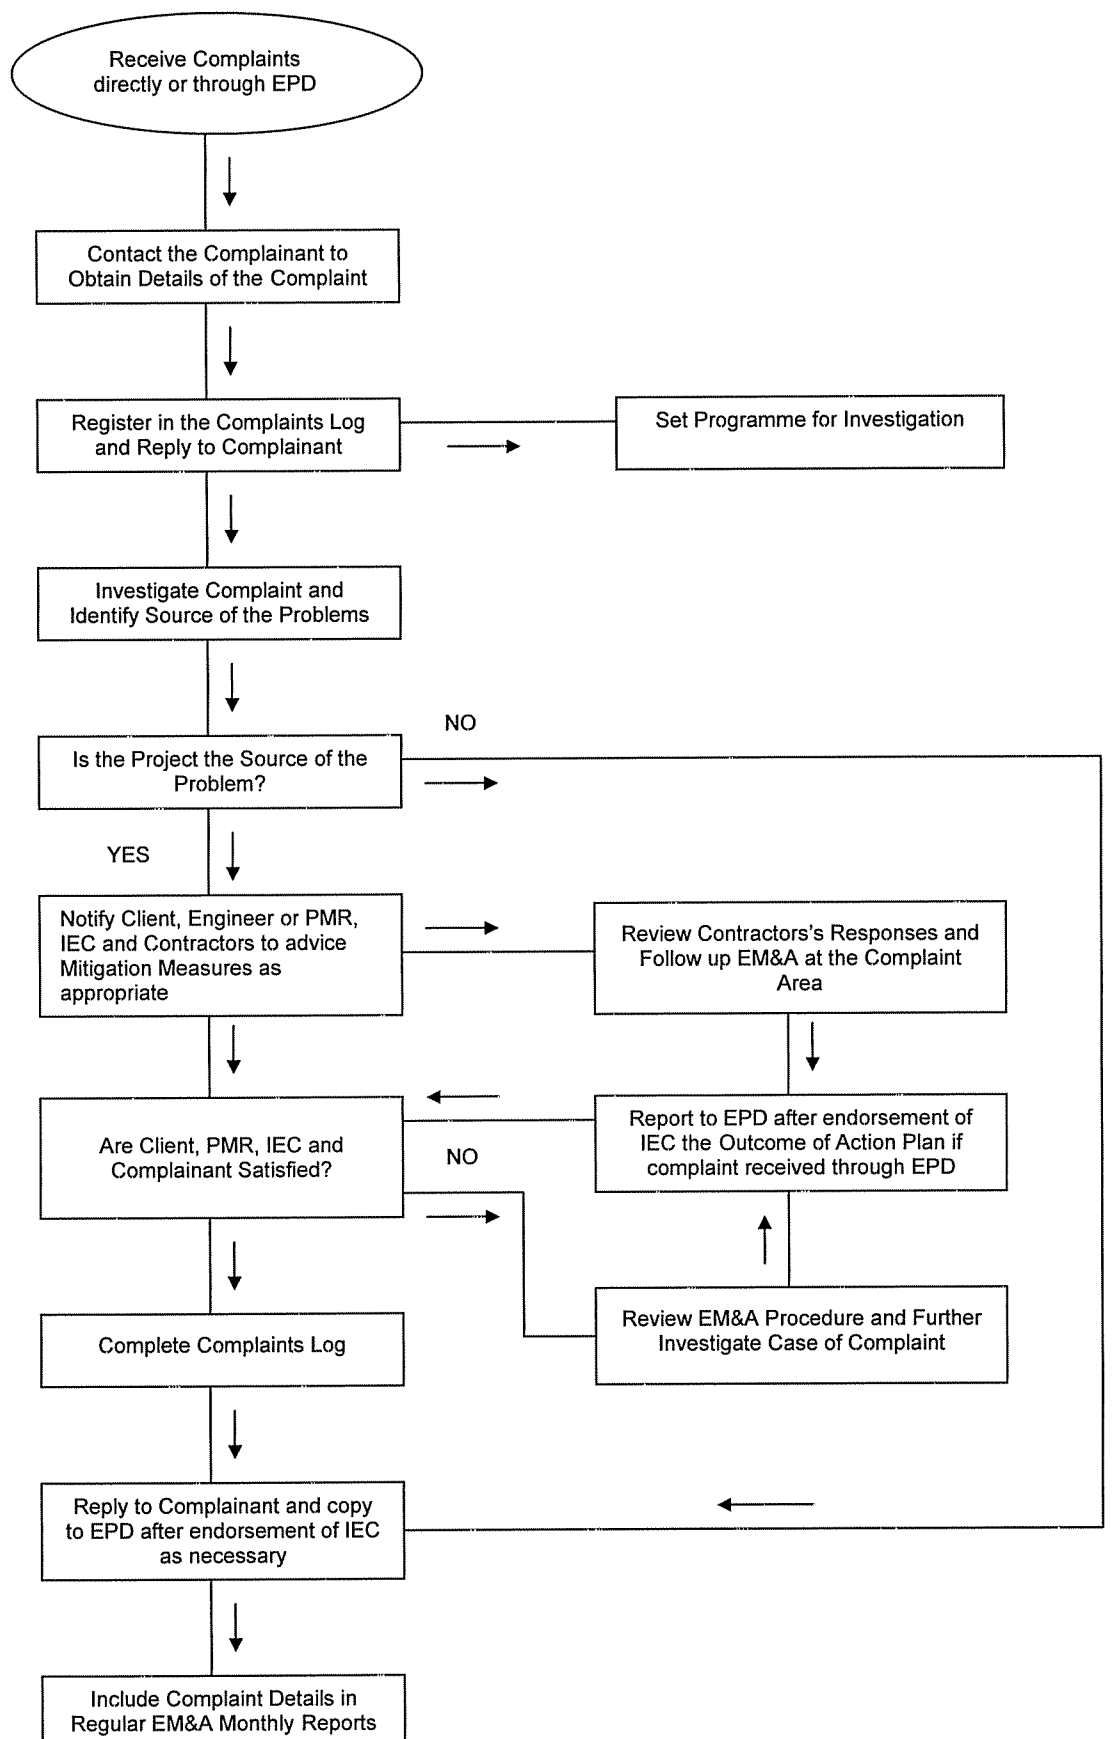 Receive Complaints
directly or through EPD
Contact the Complainant to
Obtain Details of the Complaint
Register in the Complaints Log
and Reply to Complainant
Set Programme for Investigation
Investigate Complaint and
Identify Source of the Problems
NO
Is the Project the Source of the
Problem?
YES
Notify Client, Engineer or PMR,
IEC and Contractors to advice
Mitigation Measures as
appropriate
Review Contractors's Responses and
Follow up EM&A at the Complaint
Area
Report to EPD after endorsement of
IEC the Outcome of Action Plan if
complaint received through EPD
Are Client, PMR, IEC and
Complainant Satisfied?
NO
Review EM&A Procedure and Further
Investigate Case of Complaint
Complete Complaints Log
Reply to Complainant and copy
to EPD after endorsement of IEC
as necessary
Include Complaint Details in
Regular EM&A Monthly Reports